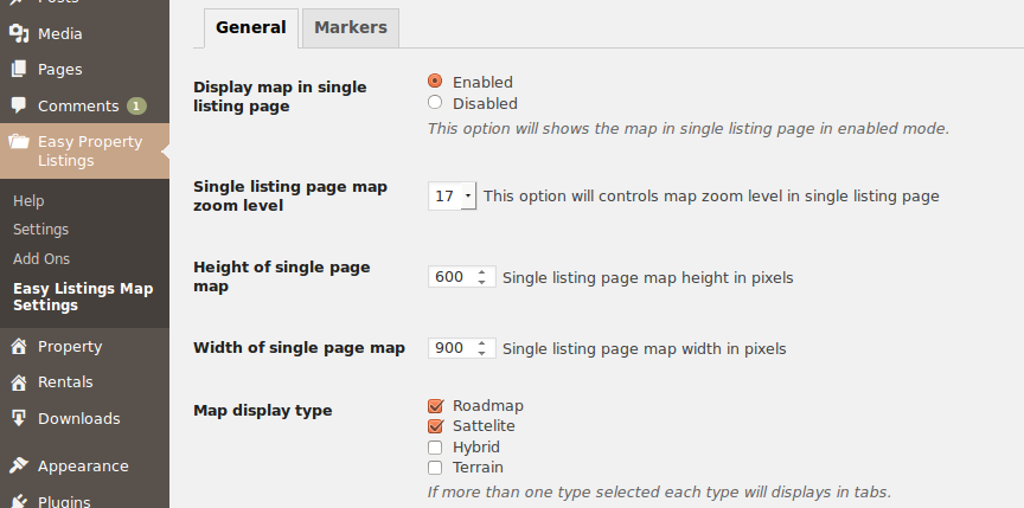 Posts
Media
Pages
Comments 1
Easy Property
Listings
Help
Settings
Add Ons
Easy Listings Map
Settings
Property
Rentals
Downloads
Appearance
Plugins
General Markers
Display map in single
listing page
Enabled
Disabled
This option will shows the map in single listing page in enabled mode.
Single listing page map
zoom level
17 This option will controls map zoom level in single listing page
Height of single page
map
600 Single listing page map height in pixels
Width of single page map 900 Single listing page map width in pixels
Map display type
Roadmap
Sattelite
Hybrid
Terrain
If more than one type selected each type will displays in tabs.